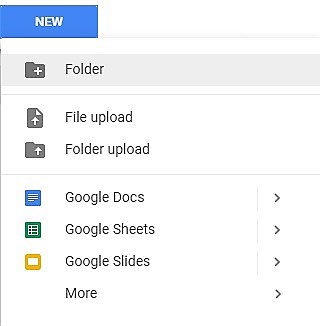 NEW
Folder
File upload
Folder upload
Google Docs
Google Sheets
Google Slides
More